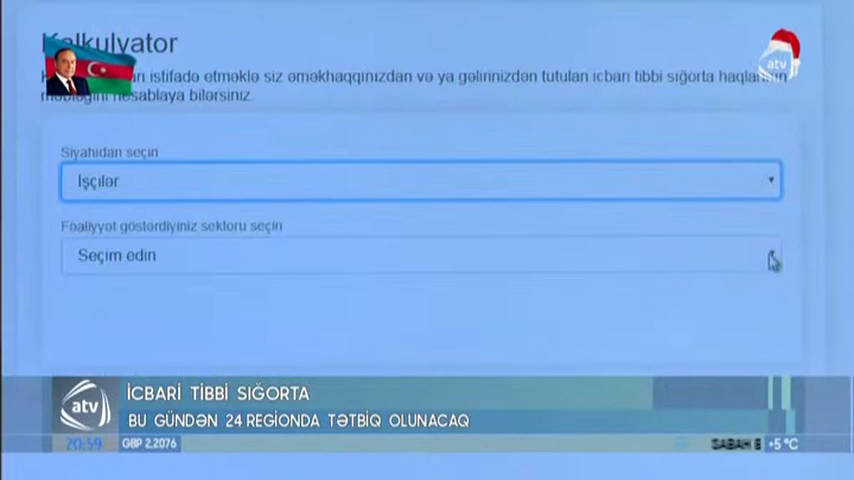 Kalkulyator
istifadə etməklə siz əməkhaqqınızdan və ya gəlirinizdən tutulan icbari tibbi sığorta haqlarının
məbləğini hesablaya bilərsiniz.
Siyahıdan seçin
İşçilər
Fəaliyyət göstərdiyiniz sektoru seçin
Seçim edin
atv
atv
İCBARİ TİBBİ SIĞORTA
BU GÜNDƏN 24 REGİONDA TƏTBİQ OLUNACAQ
20:59 GBP 2.2076 SABAH B +5 °C